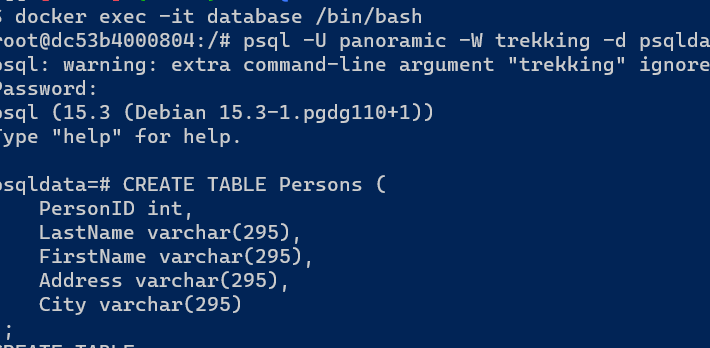 $ docker exec -it database /bin/bash
root@dc53b4000804:/# psql -U panoramic -W trekking -d psqlda
psql: warning: extra command-line argument "trekking" ignore
Password:
psql (15.3 (Debian 15.3-1.pgdg110+1))
Type "help" for help.
psqldata=# CREATE TABLE Persons (
PersonID int,
LastName varchar(295),
FirstName varchar(295),
Address varchar(295),
City varchar(295)
;
CREATE TABLE